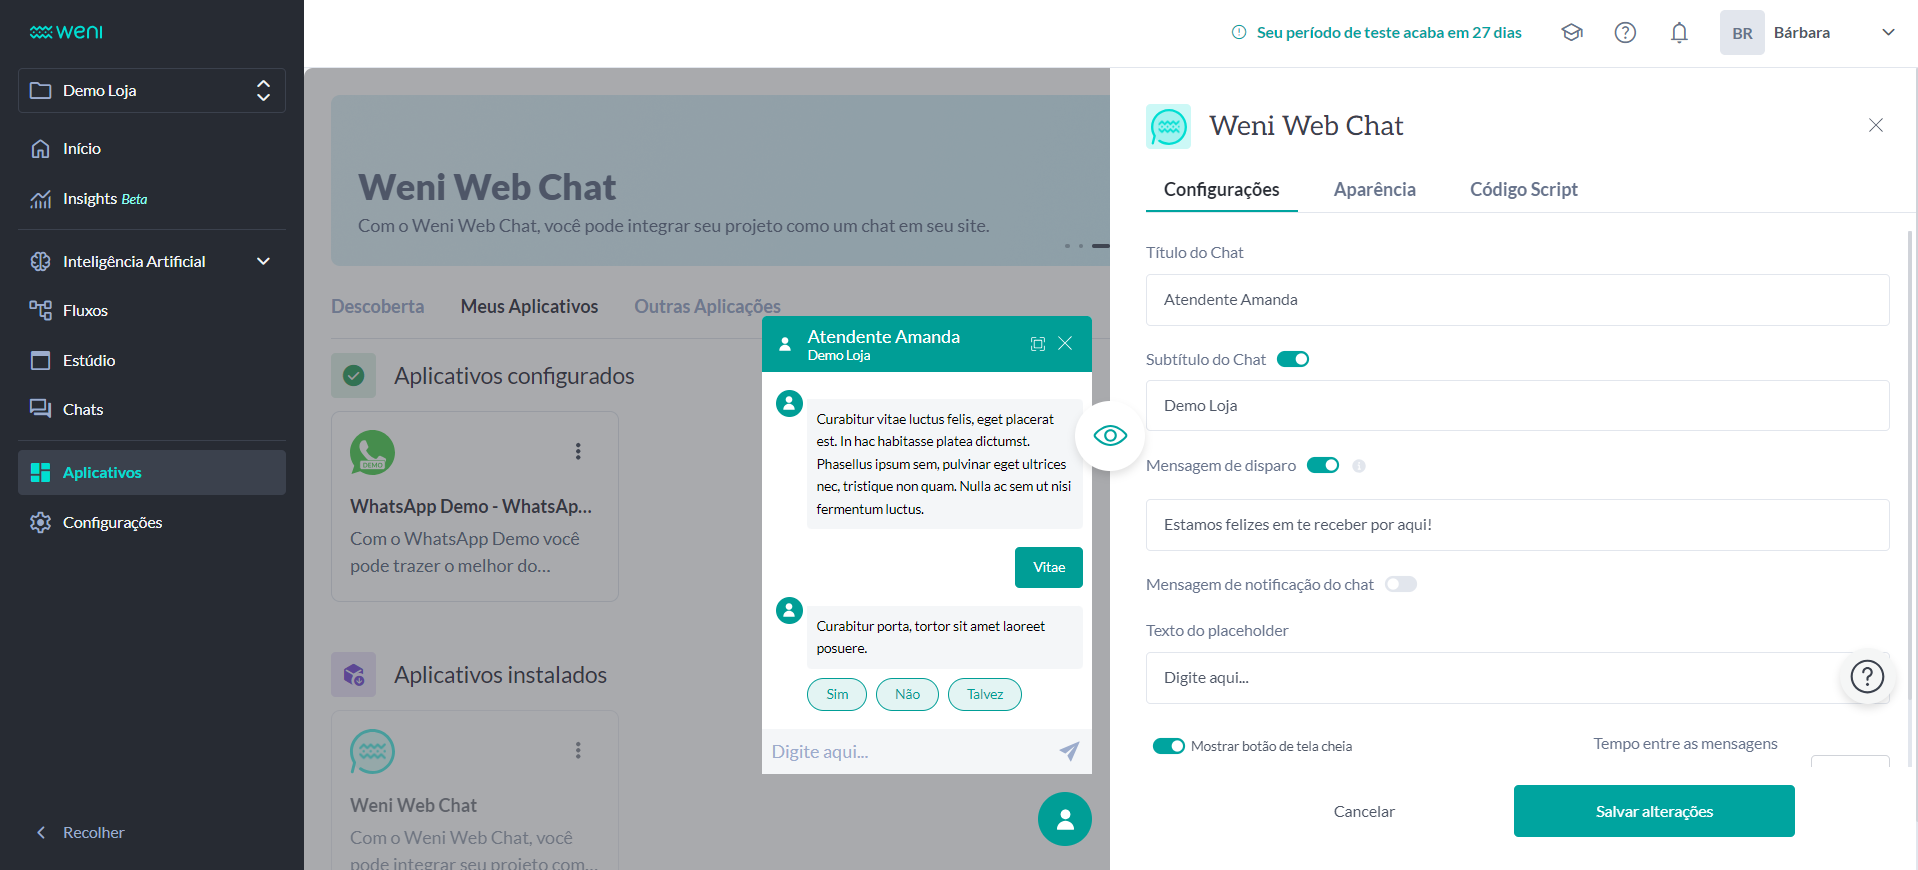 weni
Demo Loja
Início
Insights Beta
Inteligência Artificial
Fluxos
Estúdio
Chats
Aplicativos
Configurações
Recolher
Seu período de teste acaba em 27 dias
BR
Bárbara
Weni Web Chat
Com o Weni Web Chat, você pode integrar seu projeto como um chat em seu site.
Descoberta
Meus Aplicativos
Outras Aplicações
Aplicativos configurados
DEMO
WhatsApp Demo - WhatsAp...
Com o WhatsApp Demo você
pode trazer o melhor do...
Aplicativos instalados
Weni Web Chat
Com o Weni Web Chat, você
pode integrar seu projeto com...
Atendente Amanda
Demo Loja
Curabitur vitae luctus felis, eget placerat
est. In hac habitasse platea dictumst.
Phasellus ipsum sem, pulvinar eget ultrices
nec, tristique non quam. Nulla ac sem ut nisi
fermentum luctus.
Vitae
Curabitur porta, tortor sit amet laoreet
posuere.
Sim
Não
Talvez
Digite aqui...
Weni Web Chat
Configurações
Aparência
Código Script
Título do Chat
Atendente Amanda
Subtítulo do Chat
Demo Loja
Mensagem de disparo
Estamos felizes em te receber por aqui!
Mensagem de notificação do chat
Texto do placeholder
Digite aqui...
Mostrar botão de tela cheia
Tempo entre as mensagens
Cancelar
Salvar alterações